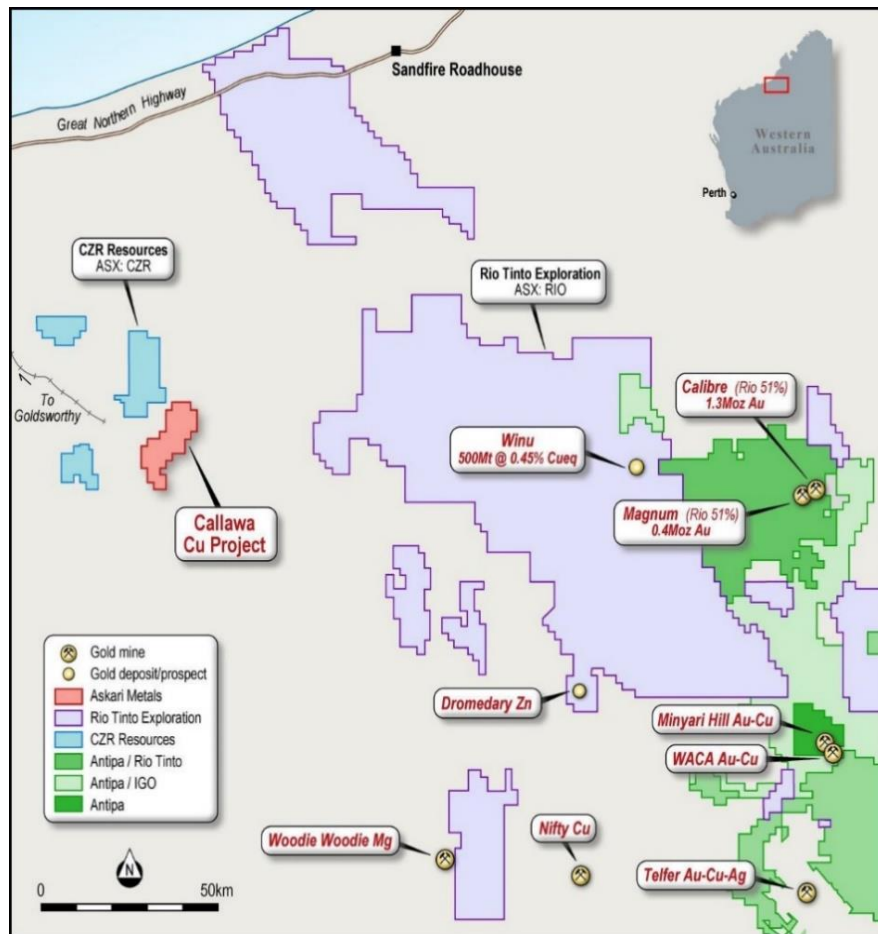 Sandfire Roadhouse
Great Northern Highway
Western
Australia
Perth
CZR Resources
ASX: CZR
Rio Tinto Exploration
ASX: RIO
To
Goldsworthy
Calibre (Rio 51%)
1.3Moz Au
Winu
500Mt @ 0.45% Cueq
Magnum (Rio 51%)
0.4Moz Au
Callawa
Cu Project
Gold mine
Gold deposit/prospect
Askari Metals
Rio Tinto Exploration
CZR Resources
Antipa / Rio Tinto
Antipa / IGO
Antipa
Dromedary Zn
Minyari Hill Au-Cu
WACA Au-Cu
Woodie Woodie Mg
Nifty Cu
Telfer Au-Cu-Ag
N
0 50km